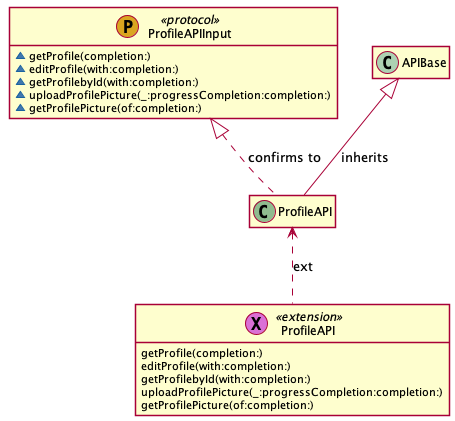 P
«protocol»
ProfileAPIInput
getProfile(completion:)
editProfile(with:completion:)
getProfilebyId(with:completion:)
uploadProfilePicture(_:progressCompletion:completion:)
getProfilePicture(of:completion:)
C APIBase
confirms to
inherits
C ProfileAPI
ext
X
«extension»
ProfileAPI
getProfile(completion:)
editProfile(with:completion:)
getProfilebyId(with:completion:)
uploadProfilePicture(_:progressCompletion:completion:)
getProfilePicture(of:completion:)